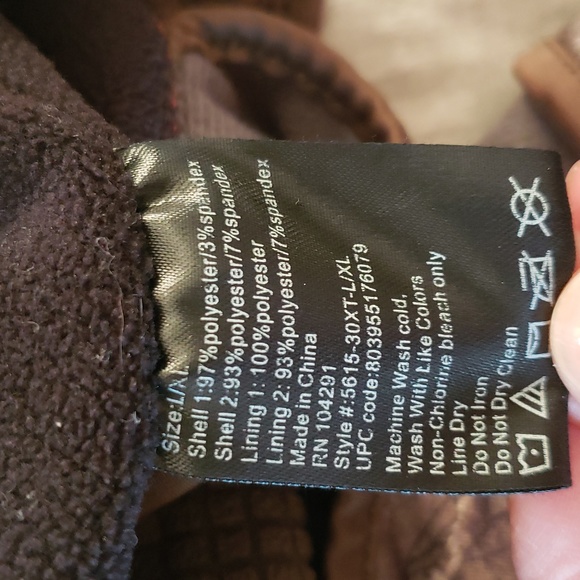 Size:L/XL
Shell 1:97%polyester/3%spandex
Shell 2:93%polyester/7%spandex
Lining 1: 100%polyester
Lining 2: 93%polyester/7%spandex
Made in China
RN 104291
Style #:5615-30XT-L/XL
UPC code:803955176079
Machine Wash cold.
Wash With Like Colors
Non-Chlorine bleach only
Line Dry
Do Not Iron
Do Not Dry Clean